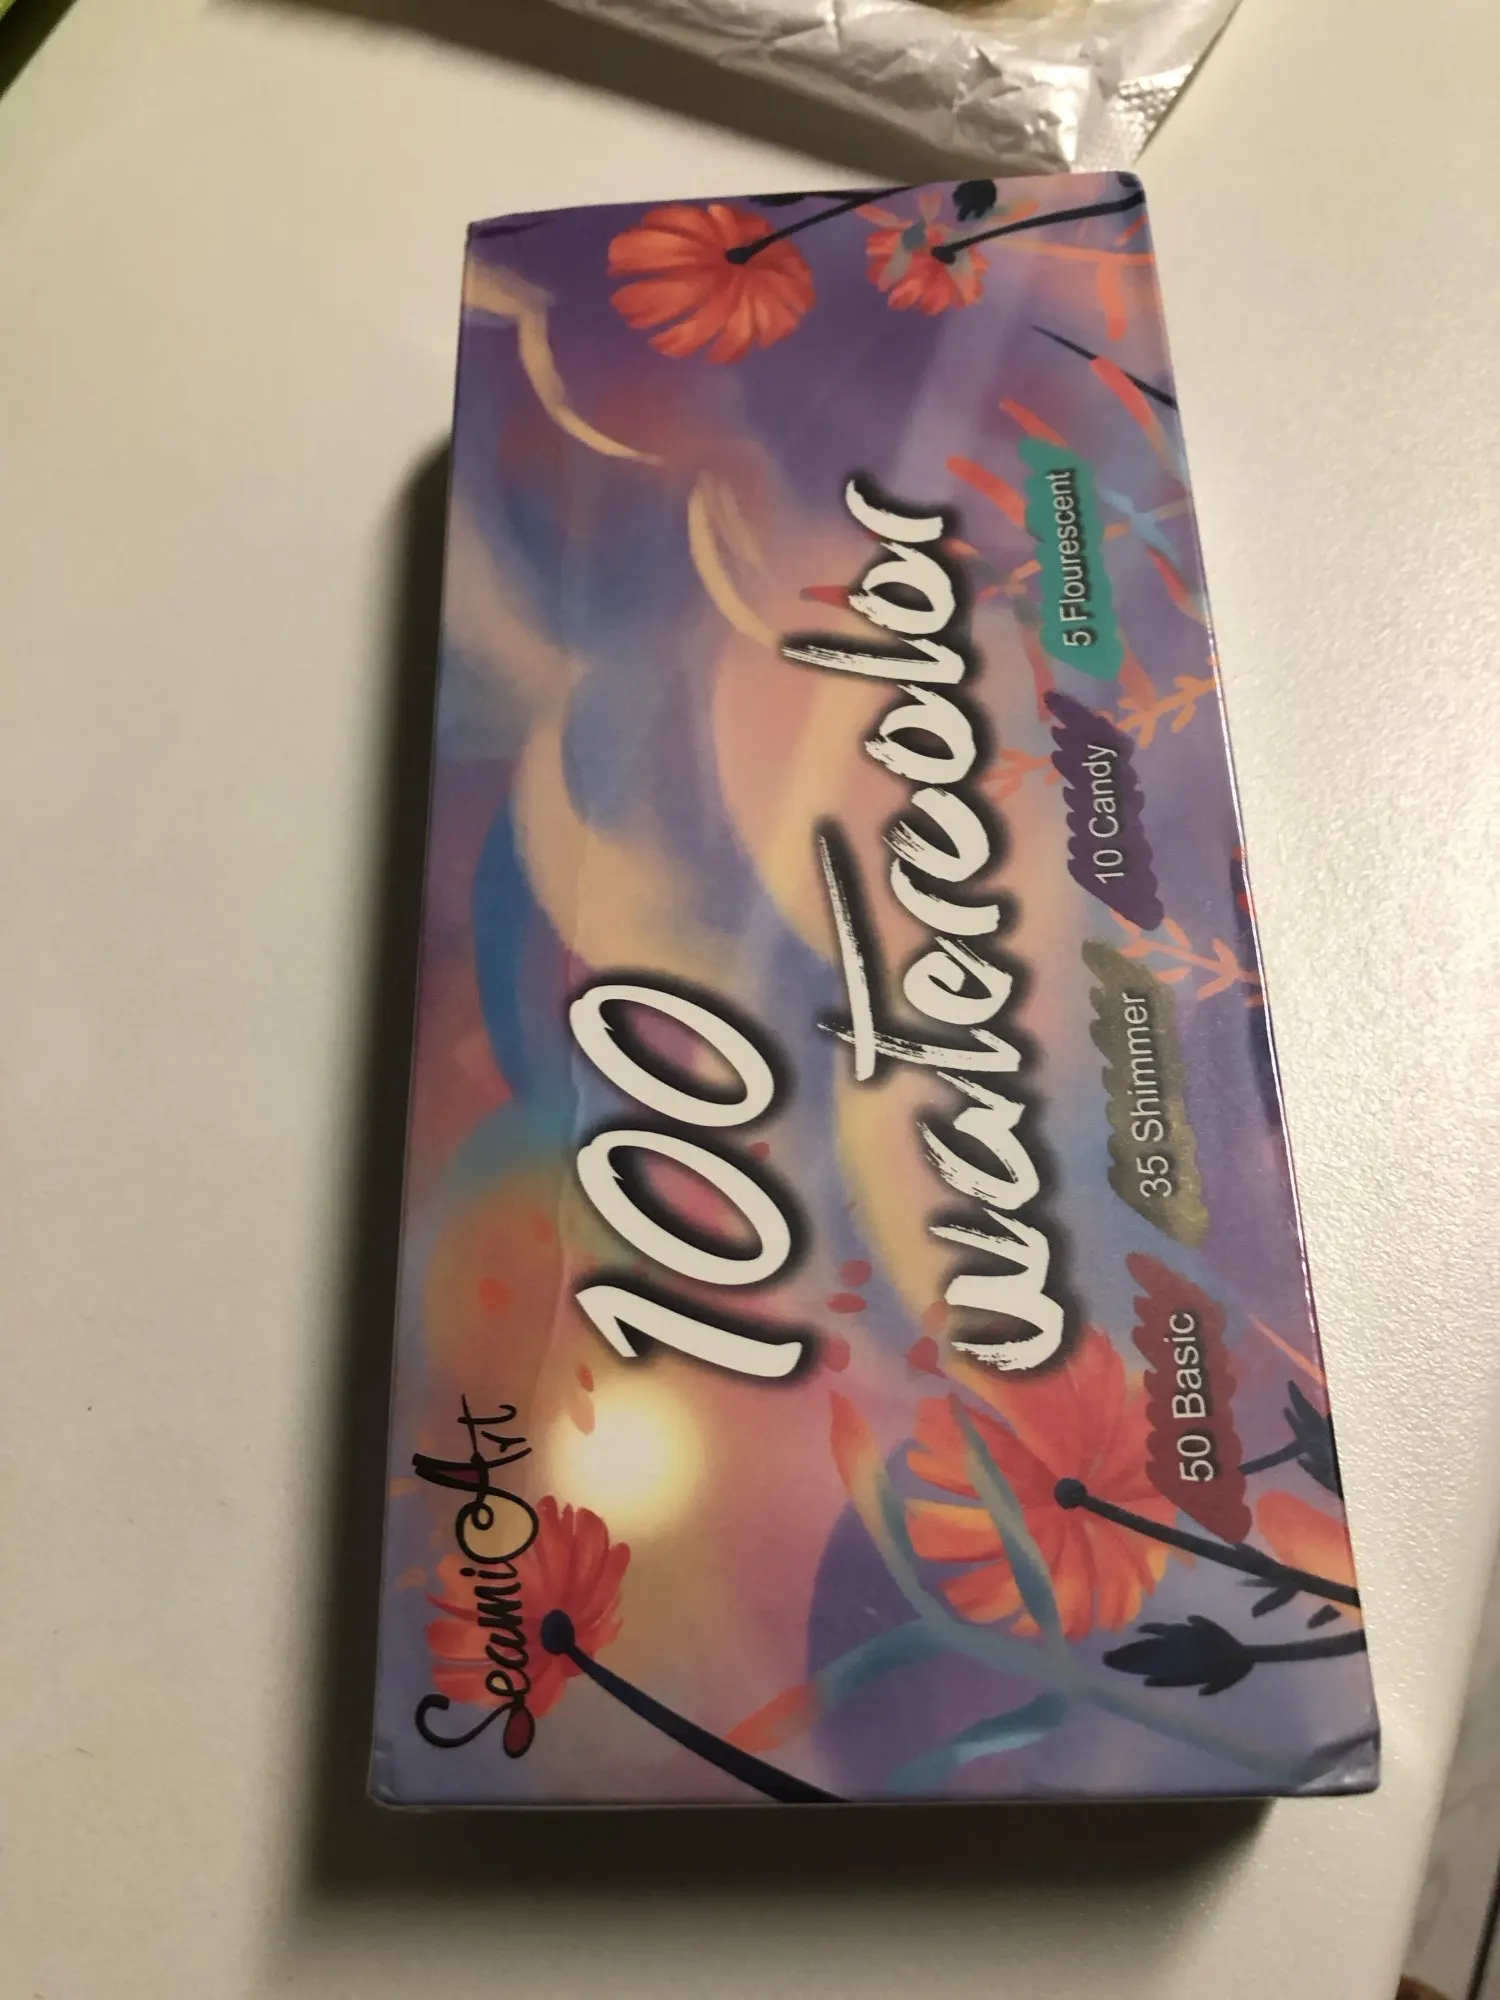 SeamiArt
100
watercolor
50 Basic
35 Shimmer
10 Candy
5 Flourescent